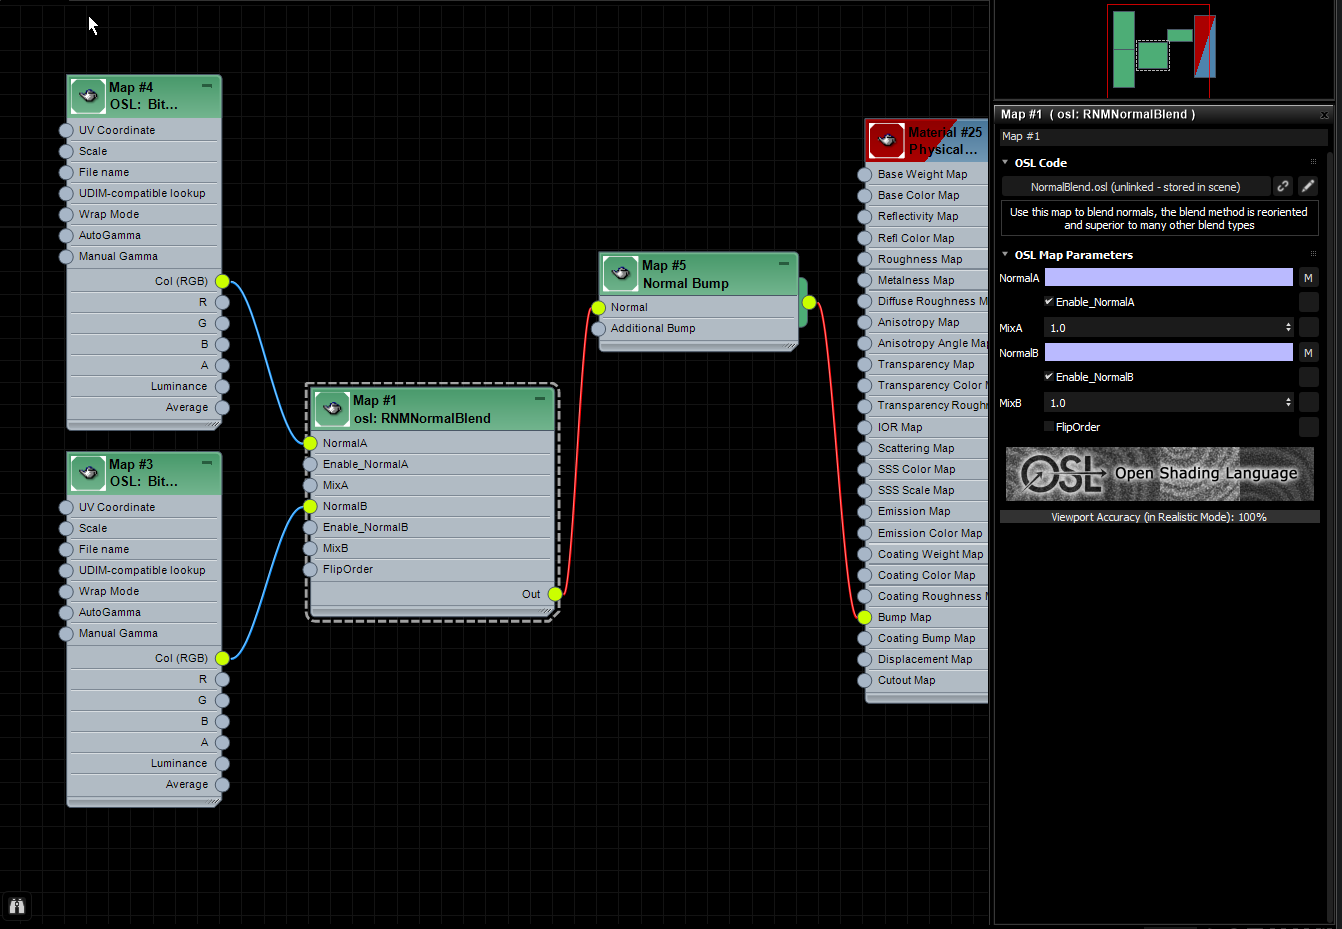 Map #4
OSL: Bit...
UV Coordinate
Scale
File name
UDIM-compatible lookup
Wrap Mode
AutoGamma
Manual Gamma
Col (RGB)
R
G
B
A
Luminance
Average
Map #3
OSL: Bit...
UV Coordinate
Scale
File name
UDIM-compatible lookup
Wrap Mode
AutoGamma
Manual Gamma
Col (RGB)
R
G
B
A
Luminance
Average
Map #1
osl: RNMNormalBlend
NormalA
Enable_NormalA
MixA
NormalB
Enable_NormalB
MixB
FlipOrder
Out
Map #5
Normal Bump
Normal
Additional Bump
Material #25
Physical...
Base Weight Map
Base Color Map
Reflectivity Map
Refl Color Map
Roughness Map
Metalness Map
Diffuse Roughness M
Anisotropy Map
Anisotropy Angle Map
Transparency Map
Transparency Color M
Transparency Rough
IOR Map
Scattering Map
SSS Color Map
SSS Scale Map
Emission Map
Emission Color Map
Coating Weight Map
Coating Color Map
Coating Roughness M
Bump Map
Coating Bump Map
Displacement Map
Cutout Map
Map #1 ( osl: RNMNormalBlend )
Map #1
OSL Code
NormalBlend.osl (unlinked - stored in scene)
Use this map to blend normals, the blend method is reoriented
and superior to many other blend types
OSL Map Parameters
NormalA M
Enable_NormalA
MixA 1.0
NormalB M
Enable_NormalB
MixB 1.0
FlipOrder
OSL Open Shading Language
Viewport Accuracy (in Realistic Mode): 100%